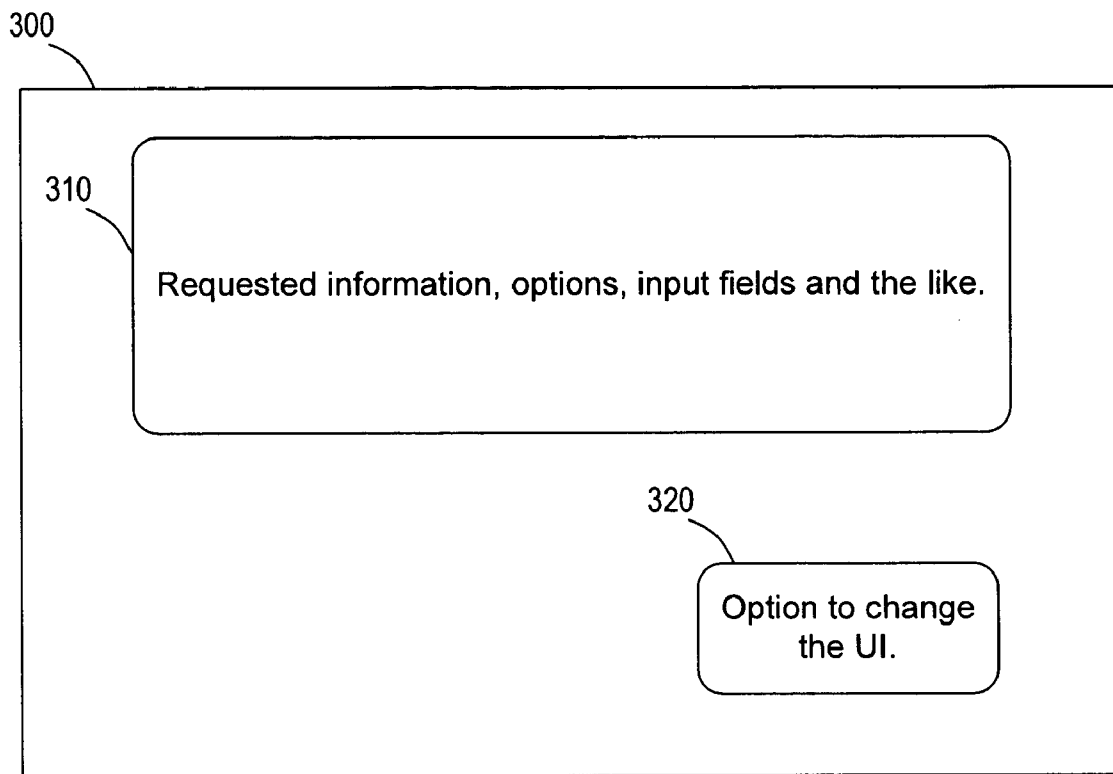 300
310
Requested information, options, input fields and the like.
320
Option to change
the UI.